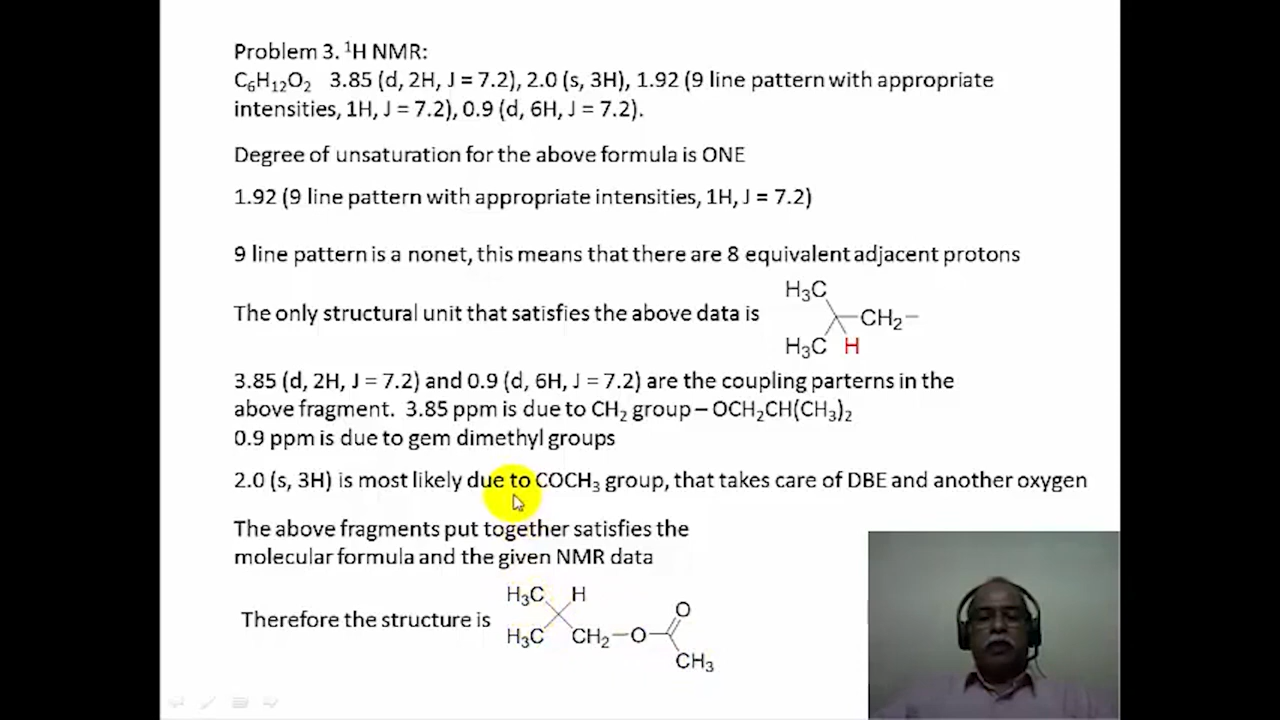 Problem 3. ¹H NMR:
C₆H₁₂O₂ 3.85 (d, 2H, J = 7.2), 2.0 (s, 3H), 1.92 (9 line pattern with appropriate
intensities, 1H, J = 7.2), 0.9 (d, 6H, J = 7.2).
Degree of unsaturation for the above formula is ONE
1.92 (9 line pattern with appropriate intensities, 1H, J = 7.2)
9 line pattern is a nonet, this means that there are 8 equivalent adjacent protons
H₃C
The only structural unit that satisfies the above data is CH₂
H₃C H
3.85 (d, 2H, J = 7.2) and 0.9 (d, 6H, J = 7.2) are the coupling parterns in the
above fragment. 3.85 ppm is due to CH₂ group – OCH₂CH(CH₃)₂
0.9 ppm is due to gem dimethyl groups
2.0 (s, 3H) is most likely due to COCH₃ group, that takes care of DBE and another oxygen
The above fragments put together satisfies the
molecular formula and the given NMR data
H₃C H O
Therefore the structure is
H₃C CH₂ O
CH₃